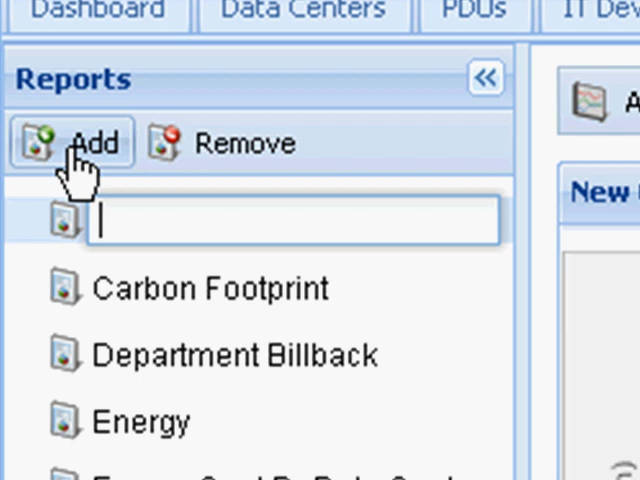 Dashboard
Data Centers
PDUs
IT Dev
Reports
Add
Remove
New
Carbon Footprint
Department Billback
Energy